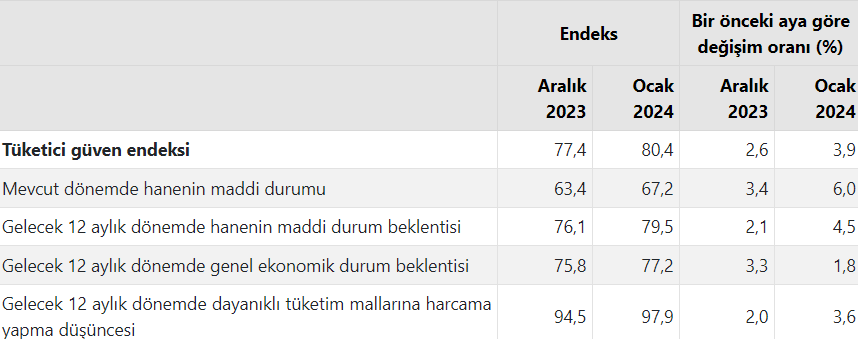 Endeks
Bir önceki aya göre
değişim oranı (%)
Aralık
2023
Ocak
2024
Aralık
2023
Ocak
2024
Tüketici güven endeksi 77,4 80,4 2,6 3,9
Mevcut dönemde hanenin maddi durumu 63,4 67,2 3,4 6,0
Gelecek 12 aylık dönemde hanenin maddi durum beklentisi 76,1 79,5 2,1 4,5
Gelecek 12 aylık dönemde genel ekonomik durum beklentisi 75,8 77,2 3,3 1,8
Gelecek 12 aylık dönemde dayanıklı tüketim mallarına harcama
yapma düşüncesi 94,5 97,9 2,0 3,6